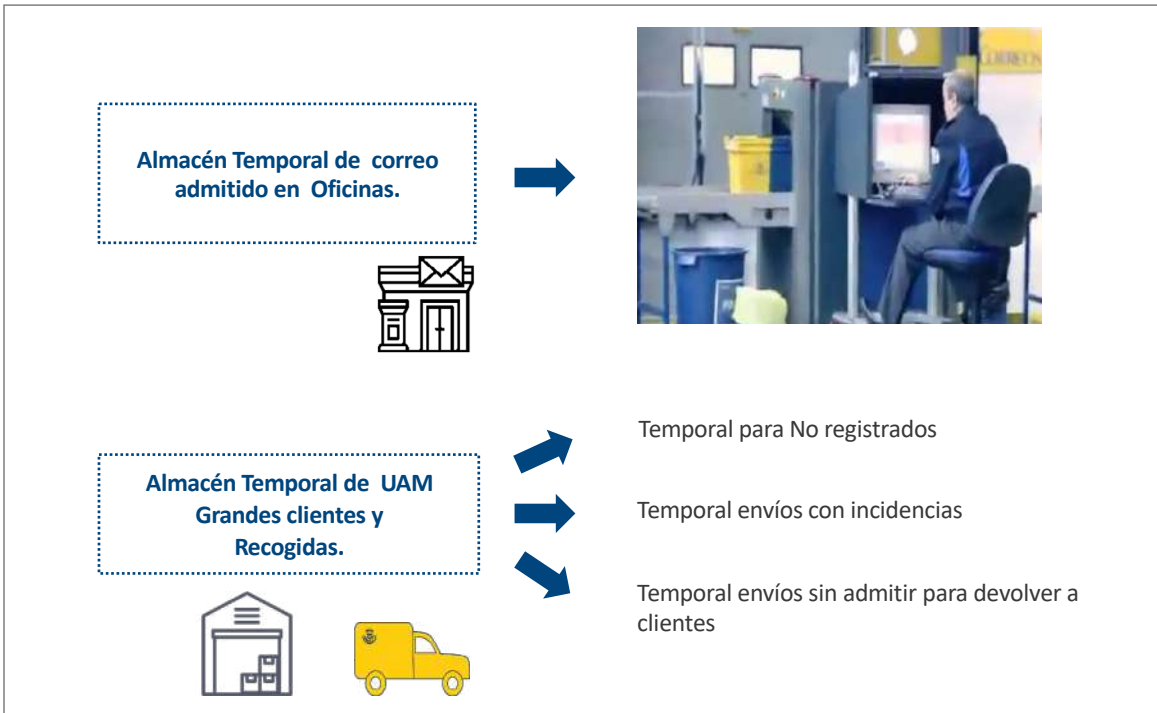 CORREOS
Almacén Temporal de correo
admitido en Oficinas.
Temporal para No registrados
Almacén Temporal de UAM
Grandes clientes y
Recogidas.
Temporal envíos con incidencias
Temporal envíos sin admitir para devolver a
clientes